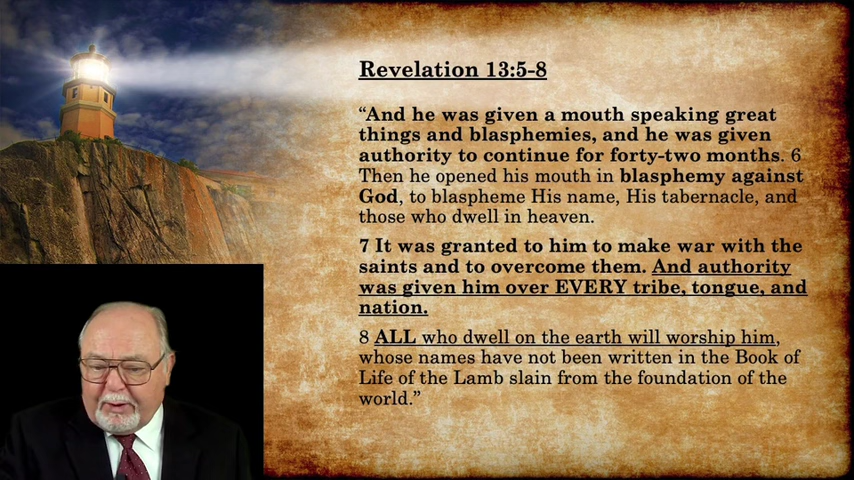 Revelation 13:5-8
“And he was given a mouth speaking great
things and blasphemies, and he was given
authority to continue for forty-two months. 6
Then he opened his mouth in blasphemy against
God, to blaspheme His name, His tabernacle, and
those who dwell in heaven.
7 It was granted to him to make war with the
saints and to overcome them. And authority
was given him over EVERY tribe, tongue, and
nation.
8 ALL who dwell on the earth will worship him,
whose names have not been written in the Book of
Life of the Lamb slain from the foundation of the
world.”